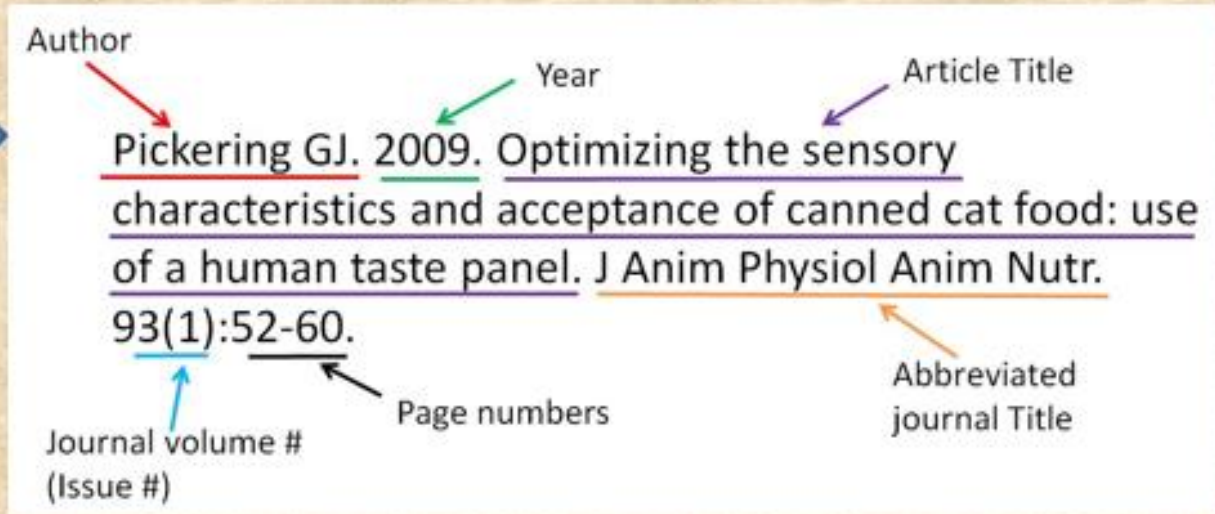 Author
Year
Article Title
Pickering GJ. 2009. Optimizing the sensory
characteristics and acceptance of canned cat food: use
of a human taste panel. J Anim Physiol Anim Nutr.
93(1):52-60.
Abbreviated
journal Title
Page numbers
Journal volume #
(Issue #)